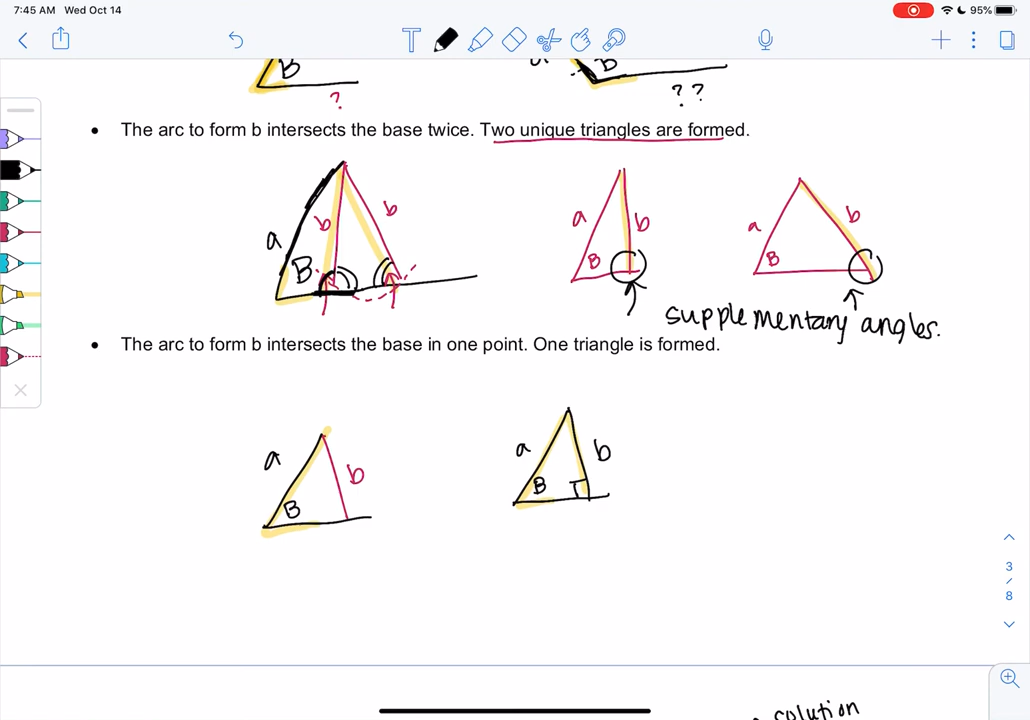 7:45 AM Wed Oct 14
95%
T
B
?
a
B
??
• The arc to form b intersects the base twice. Two unique triangles are formed.
a
b
b
B
a
b
B
a
b
B
supplementary angles.
• The arc to form b intersects the base in one point. One triangle is formed.
a
b
B
a
b
B
3
/
8
solution